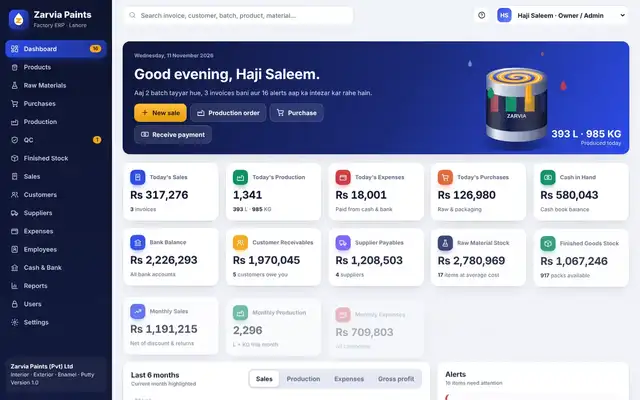 Zarvia Paints
Factory ERP · Lahore
Search invoice, customer, batch, product, material...
HS
Haji Saleem · Owner / Admin
Dashboard
16
Products
Raw Materials
Purchases
Production
QC
1
Finished Stock
Sales
Customers
Suppliers
Expenses
Employees
Cash & Bank
Reports
Users
Settings
Zarvia Paints (Pvt) Ltd
Interior · Exterior · Enamel · Putty
Version 1.0
Wednesday, 11 November 2026
Good evening, Haji Saleem.
Aaj 2 batch tayyar hue, 3 invoices bani aur 16 alerts aap ka intezar kar rahe hain.
New sale
Production order
Purchase
Receive payment
ZARVIA
393 L · 985 KG
Produced today
Today's Sales
Rs 317,276
3 invoices
Today's Production
1,341
393 L · 985 KG
Today's Expenses
Rs 18,001
Paid from cash & bank
Today's Purchases
Rs 126,980
Raw & packaging
Cash in Hand
Rs 580,043
Cash book balance
Bank Balance
Rs 2,226,293
All bank accounts
Customer Receivables
Rs 1,970,045
5 customers owe you
Supplier Payables
Rs 1,208,503
4 suppliers
Raw Material Stock
Rs 2,780,969
17 items at average cost
Finished Goods Stock
Rs 1,067,246
917 packs available
Monthly Sales
Rs 1,191,215
Net of discount & returns
Monthly Production
2,296
L + KG this month
Monthly Expenses
Rs 709,803
Last 6 months
Current month highlighted
Sales
Production
Expenses
Gross profit
Alerts
16 items need attention